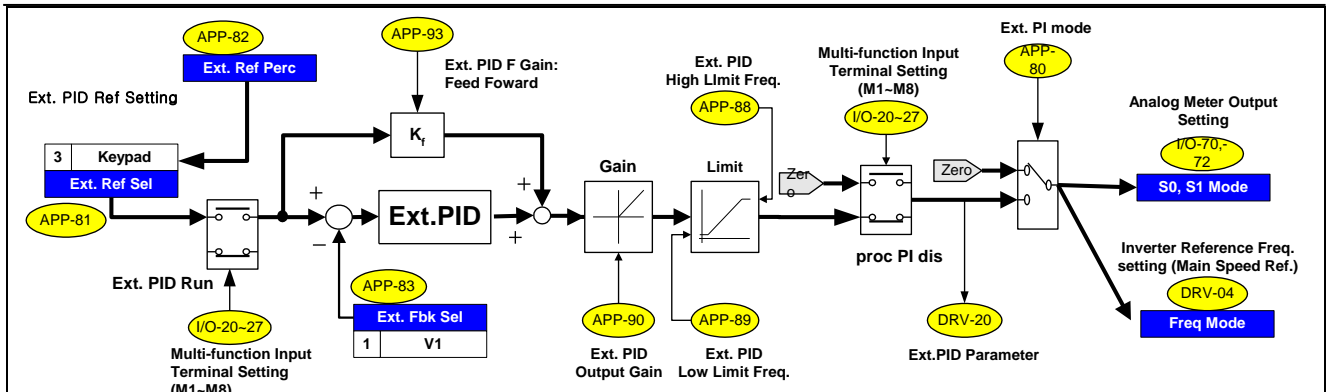 APP-82
Ext. Ref Perc
Ext. PID Ref Setting
3 Keypad
Ext. Ref Sel
APP-81
Ext. PID Run
I/O-20~27
Multi-function Input
Terminal Setting
(M1~M8)
APP-93
Ext. PID F Gain:
Feed Foward
Kf
+
−
Ext.PID
+
+
APP-83
Ext. Fbk Sel
1 V1
Gain
APP-90
Ext. PID
Output Gain
Ext. PID
High LImit Freq.
APP-88
Limit
APP-89
Ext. PID
Low Limit Freq.
Zer
o
Multi-function Input
Terminal Setting
(M1~M8)
I/O-20~27
proc PI dis
Zero
DRV-20
Ext.PID Parameter
Ext. PI mode
APP-
80
Analog Meter Output
Setting
I/O-70,-
72
S0, S1 Mode
Inverter Reference Freq.
setting (Main Speed Ref.)
DRV-04
Freq Mode